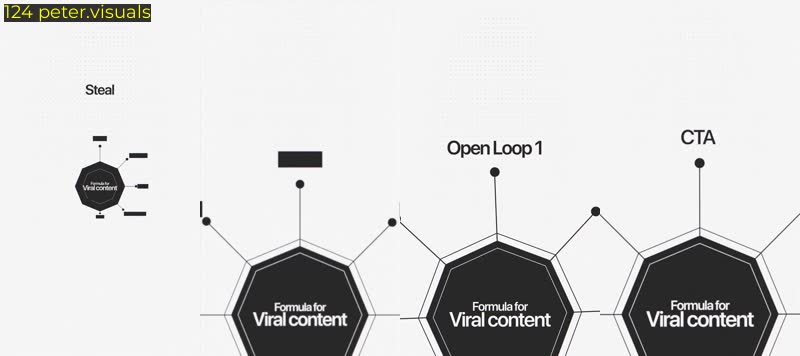 124 peter.visuals
Steal
Formula for
Viral content
Formula for
Viral content
Open Loop 1
Formula for
Viral content
CTA
Formula for
Viral content